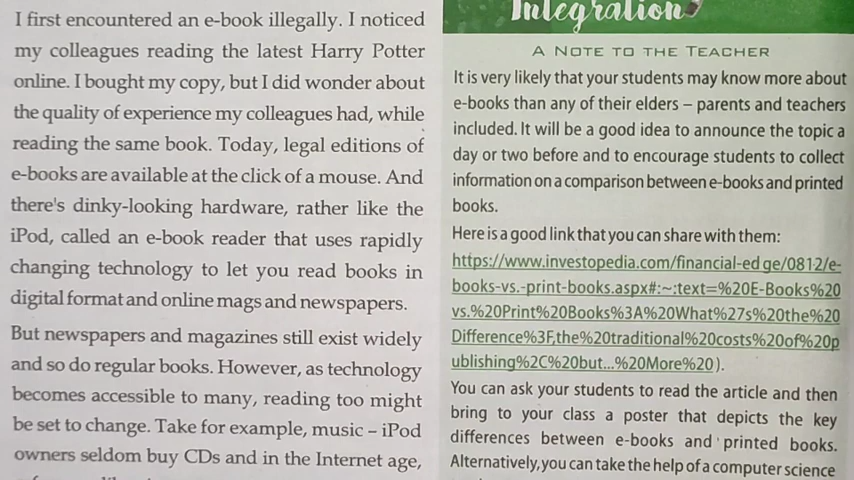 I first encountered an e-book illegally. I noticed
my colleagues reading the latest Harry Potter
online. I bought my copy, but I did wonder about
the quality of experience my colleagues had, while
reading the same book. Today, legal editions of
e-books are available at the click of a mouse. And
there's dinky-looking hardware, rather like the
iPod, called an e-book reader that uses rapidly
changing technology to let you read books in
digital format and online mags and newspapers.
But newspapers and magazines still exist widely
and so do regular books. However, as technology
becomes accessible to many, reading too might
be set to change. Take for example, music – iPod
owners seldom buy CDs and in the Internet age,
Integration
A NOTE TO THE TEACHER
It is very likely that your students may know more about
e-books than any of their elders – parents and teachers
included. It will be a good idea to announce the topic a
day or two before and to encourage students to collect
information on a comparison between e-books and printed
books.
Here is a good link that you can share with them:
https://www.investopedia.com/financial-ed ge/0812/e-
books-vs.-print-books.aspx#:~:text=%20E-Books%20
vs.%20Print%20Books%3A%20What%27s%20the%20
Difference%3F,the%20traditional%20costs%20of%20p
ublishing%2C%20but...%20More%20 ).
You can ask your students to read the article and then
bring to your class a poster that depicts the key
differences between e-books and printed books.
Alternatively, you can take the help of a computer science